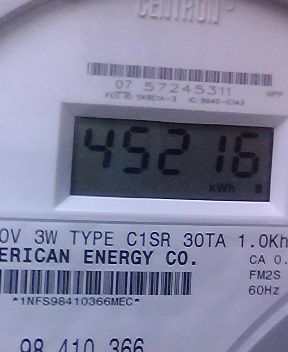 CENTRON
07 57245311
45216
kWh
0V 3W TYPE C1SR 30TA 1.0Kh
ERICAN ENERGY CO.
CA 0.
FM2S
60Hz
*1NFS98410366MEC*
98 410 366